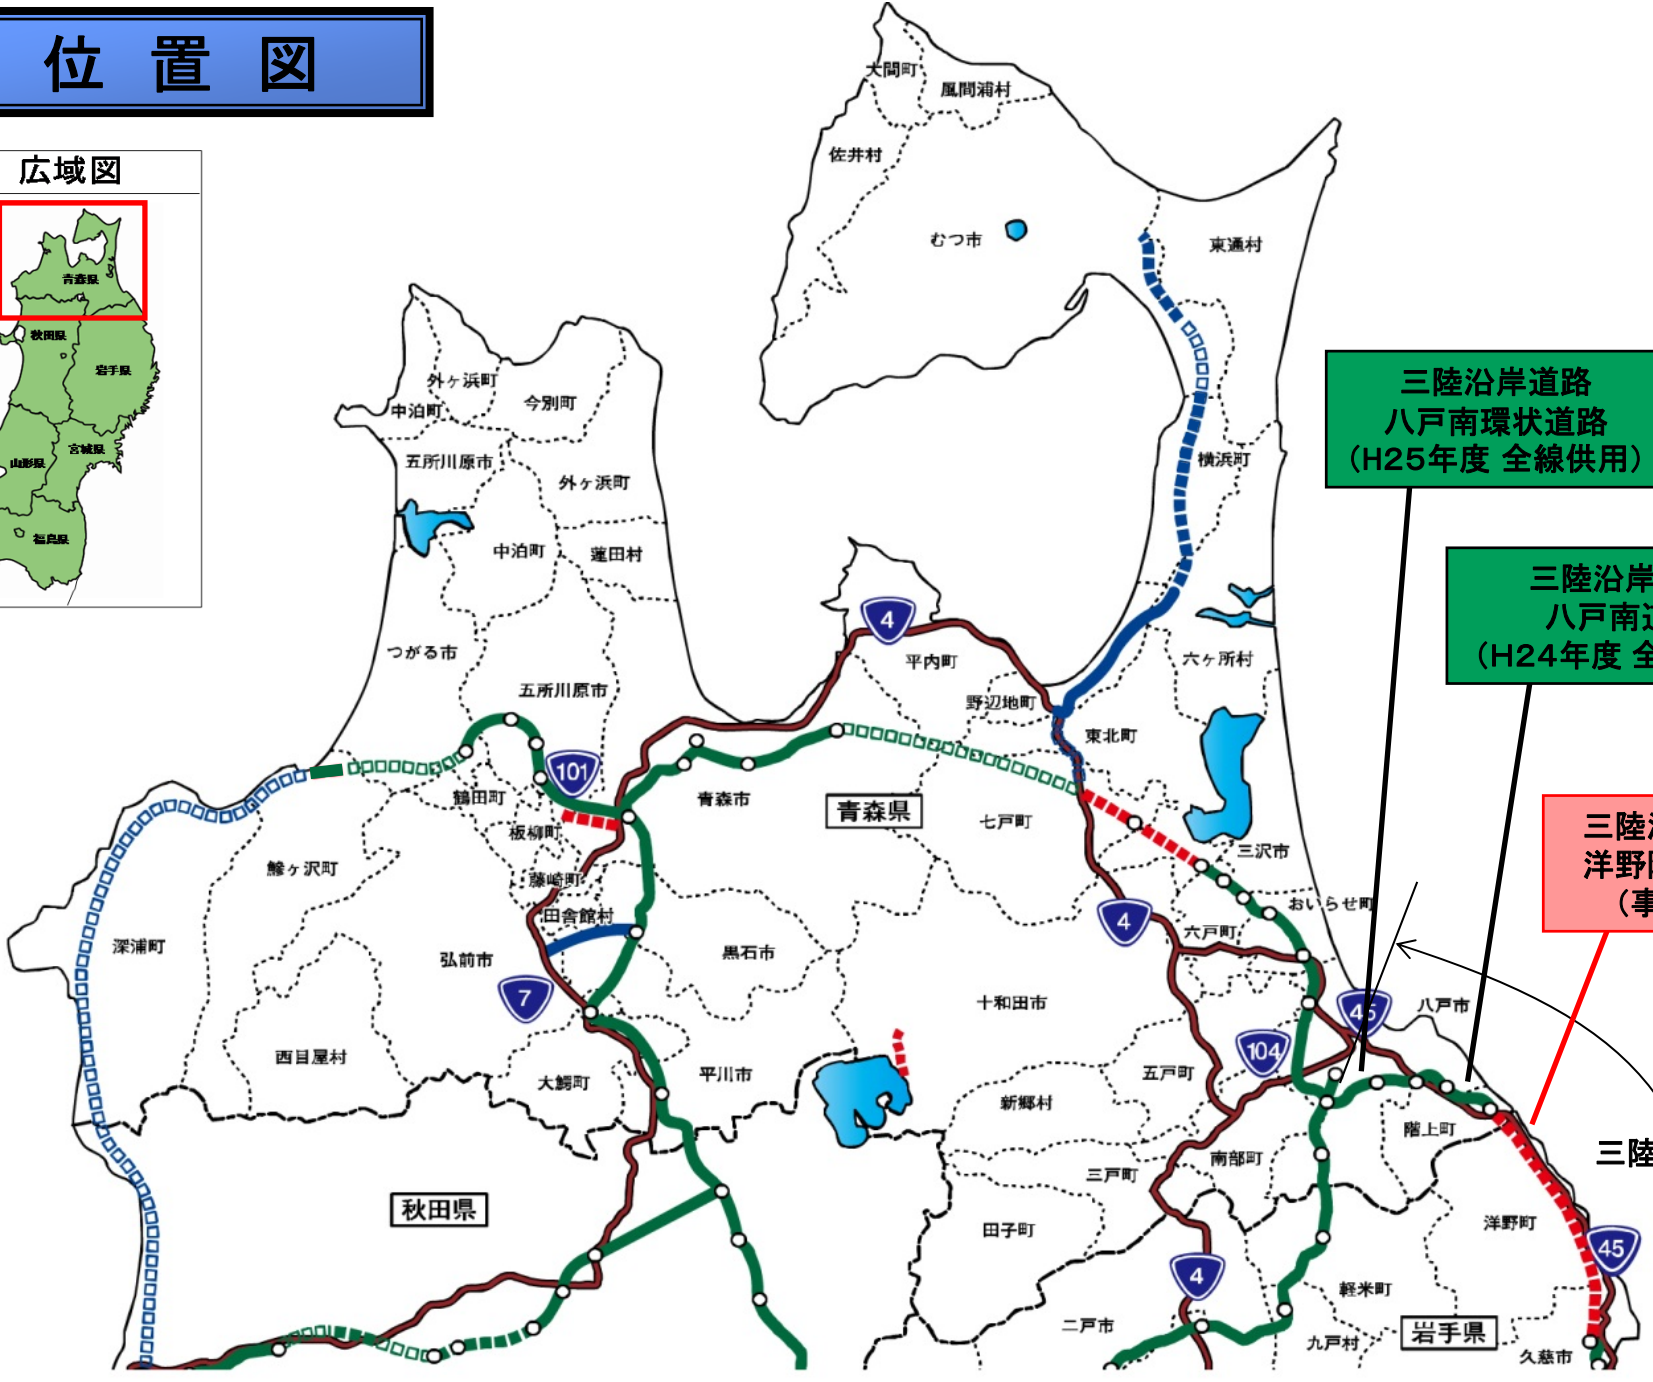 位置図
広域図
青森県
秋田県
岩手県
山形県
宮城県
福島県
大間町
風間浦村
佐井村
むつ市
東通村
外ヶ浜町
中泊町
今別町
五所川原市
外ヶ浜町
横浜町
中泊町
蓬田村
三陸沿岸道路
八戸南環状道路
(H25年度 全線供用)
三陸沿岸
八戸南道
(H24年度 全
4
つがる市
平内町
六ヶ所村
五所川原市
野辺地町
東北町
101
鶴田町
青森市
青森県
七戸町
板柳町
三沢市
三陸沿
洋野階
(事
鰺ヶ沢町
藤崎町
おいらせ町
田舎館村
4
六戸町
深浦町
弘前市
黒石市
7
十和田市
45
八戸市
104
西目屋村
大鰐町
平川市
五戸町
新郷村
階上町
三陸
南部町
三戸町
秋田県
田子町
洋野町
45
4
軽米町
二戸市
九戸村
岩手県
久慈市